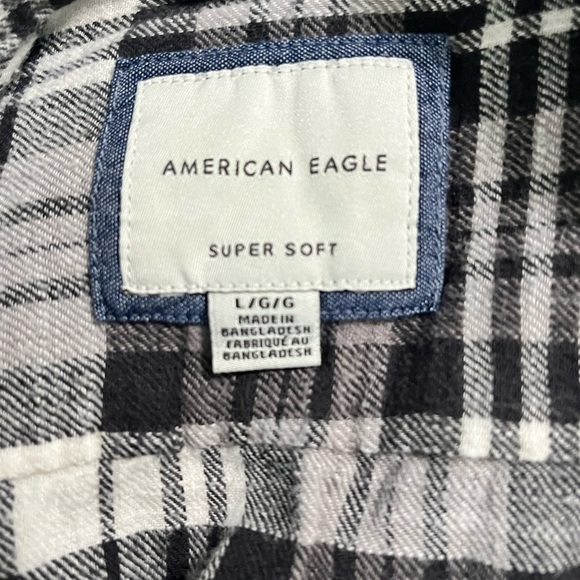 AMERICAN EAGLE
SUPER SOFT
L/G/G
MADE IN
BANGLADESH
FABRIQUÉ AU
BANGLADESH